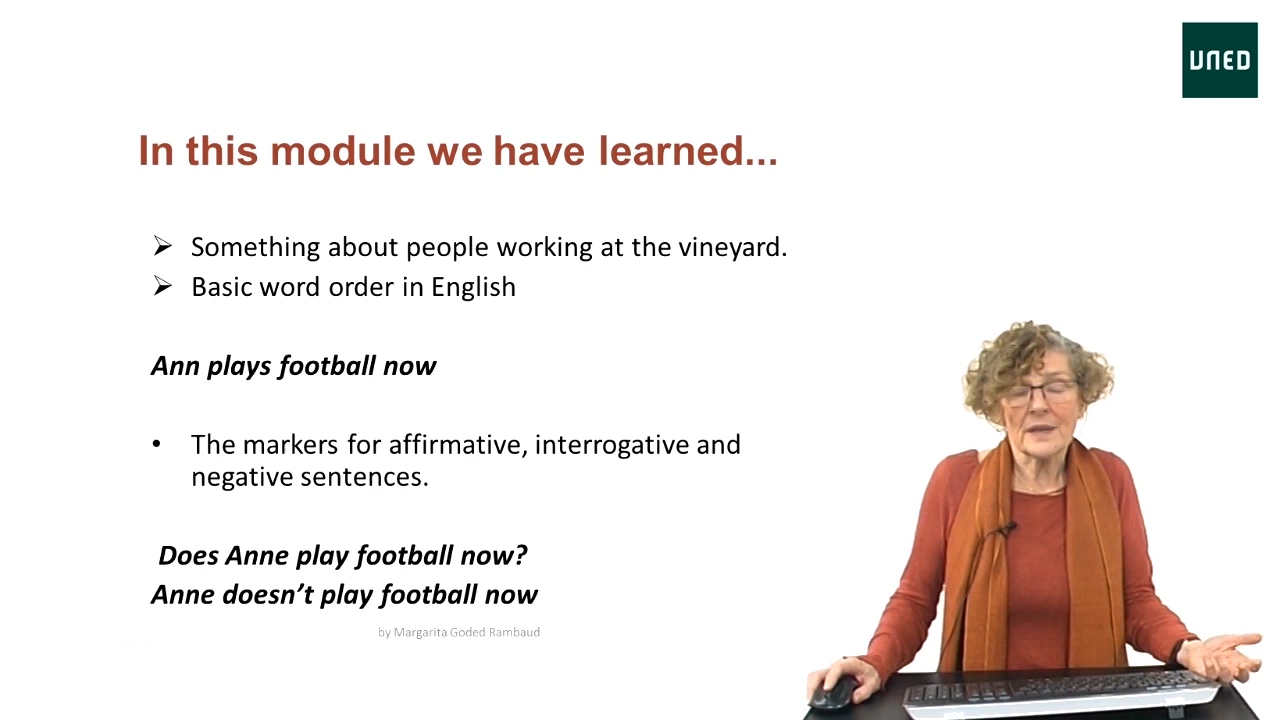 UNED
In this module we have learned...
➢ Something about people working at the vineyard.
➢ Basic word order in English
Ann plays football now
• The markers for affirmative, interrogative and
negative sentences.
Does Anne play football now?
Anne doesn’t play football now
by Margarita Goded Rambaud